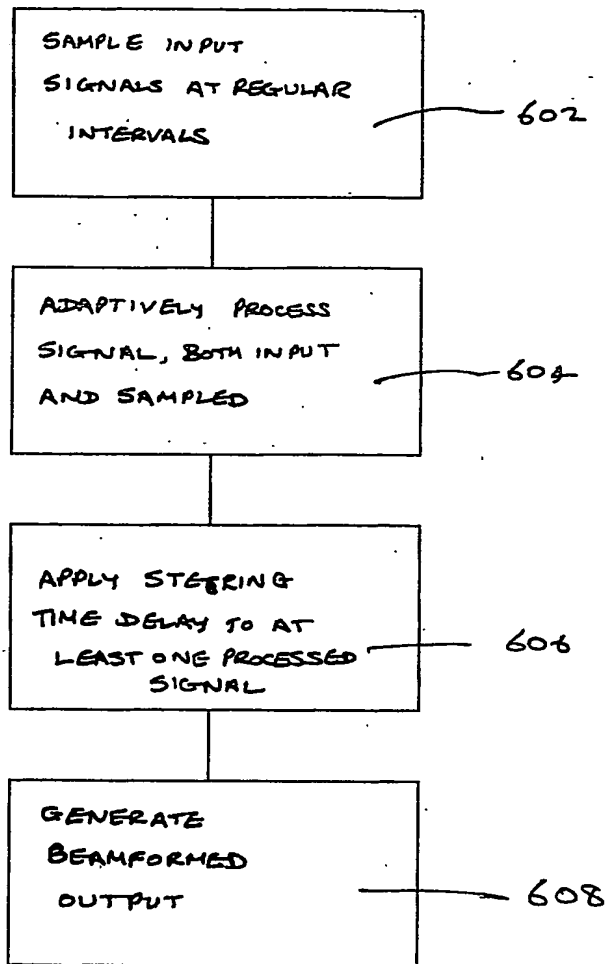 SAMPLE INPUT
SIGNALS AT REGULAR
INTERVALS
602
ADAPTIVELY PROCESS
SIGNAL, BOTH INPUT
AND SAMPLED
604
APPLY STEERING
TIME DELAY TO AT
LEAST ONE PROCESSED
SIGNAL
606
GENERATE
BEAMFORMED
OUTPUT
608